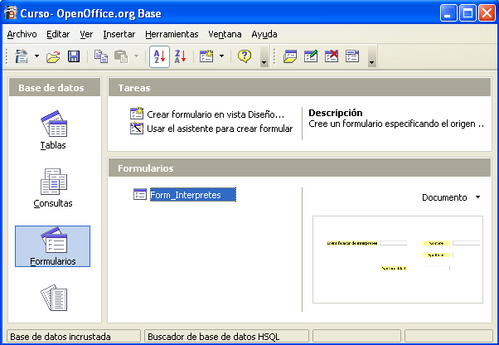 Curso- OpenOffice.org Base
Archivo Editar Ver Insertar Herramientas Ventana Ayuda
Base de datos
Tablas
Consultas
Formularios
Tareas
Crear formulario en vista Diseño...
Usar el asistente para crear formular
Descripción
Cree un formulario especificando el origen ..
Formularios
Form_Interpretes
Documento
Base de datos incrustada
Buscador de base de datos HSQL